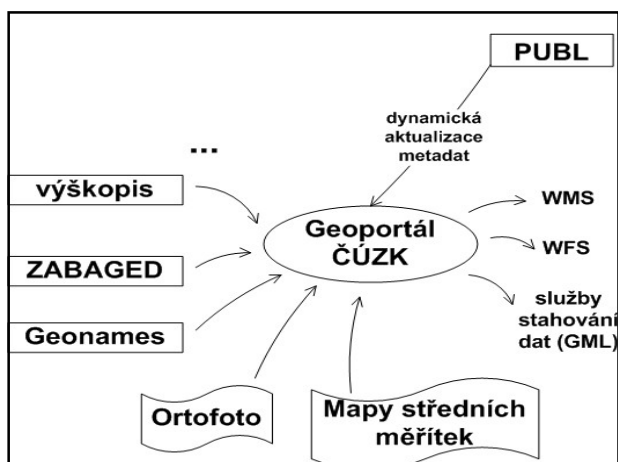 PUBL
dynamická
aktualizace
metadat
...
výškopis
ZABAGED
Geonames
Geoportál
ČÚZK
WMS
WFS
služby
stahování
dat (GML)
Ortofoto
Mapy středních
měřítek